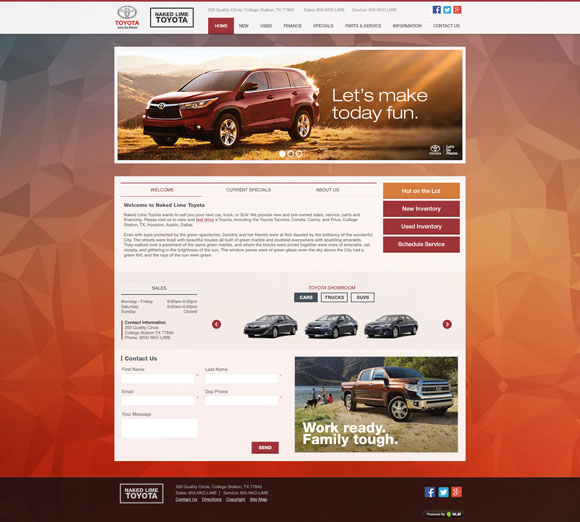 TOYOTA
Let's Go Places
NAKED LIME
TOYOTA
200 Quality Circle, College Station, TX 77845 Sales: 855.NKD-LIME Service: 855.NKD-LIME
HOME NEW USED FINANCE SPECIALS PARTS & SERVICE INFORMATION CONTACT US
Let's make
today fun.
TOYOTA
Let's
Go
Places
WELCOME CURRENT SPECIALS ABOUT US
Welcome to Naked Lime Toyota
Naked Lime Toyota wants to sell you your next car, truck, or SUV. We provide new and pre-owned sales, service, parts and
financing. Please visit us to view and test drive a Toyota, including the Toyota Tacoma, Corolla, Camry, and Prius. College
Station, TX, Houston, Austin, Dallas.
Even with eyes protected by the green spectacles, Dorothy and her friends were at first dazzled by the brilliancy of the wonderful
City. The streets were lined with beautiful houses all built of green marble and studded everywhere with sparkling emeralds.
They walked over a pavement of the same green marble, and where the blocks were joined together were rows of emeralds, set
closely, and glittering in the brightness of the sun. The window panes were of green glass; even the sky above the City had a
green tint, and the rays of the sun were green.
Hot on the Lot
New Inventory
Used Inventory
Schedule Service
SALES
Monday - Friday 8:00am-8:00pm
Saturday 9:00am-5:00pm
Sunday Closed
Contact Information
200 Quality Circle
College Station TX 77845
Phone: (855) NKD-LIME
TOYOTA SHOWROOM
CARS TRUCKS SUVS
Contact Us
First Name Last Name
* *
Email Day Phone
* *
Your Message
SEND
Work ready.
Family tough.
NAKED LIME
TOYOTA
200 Quality Circle, College Station, TX 77845
Sales: 855.NKD-LIME | Service: 855.NKD-LIME
Contact Us Directions Copyright Site Map
Powered By NLM